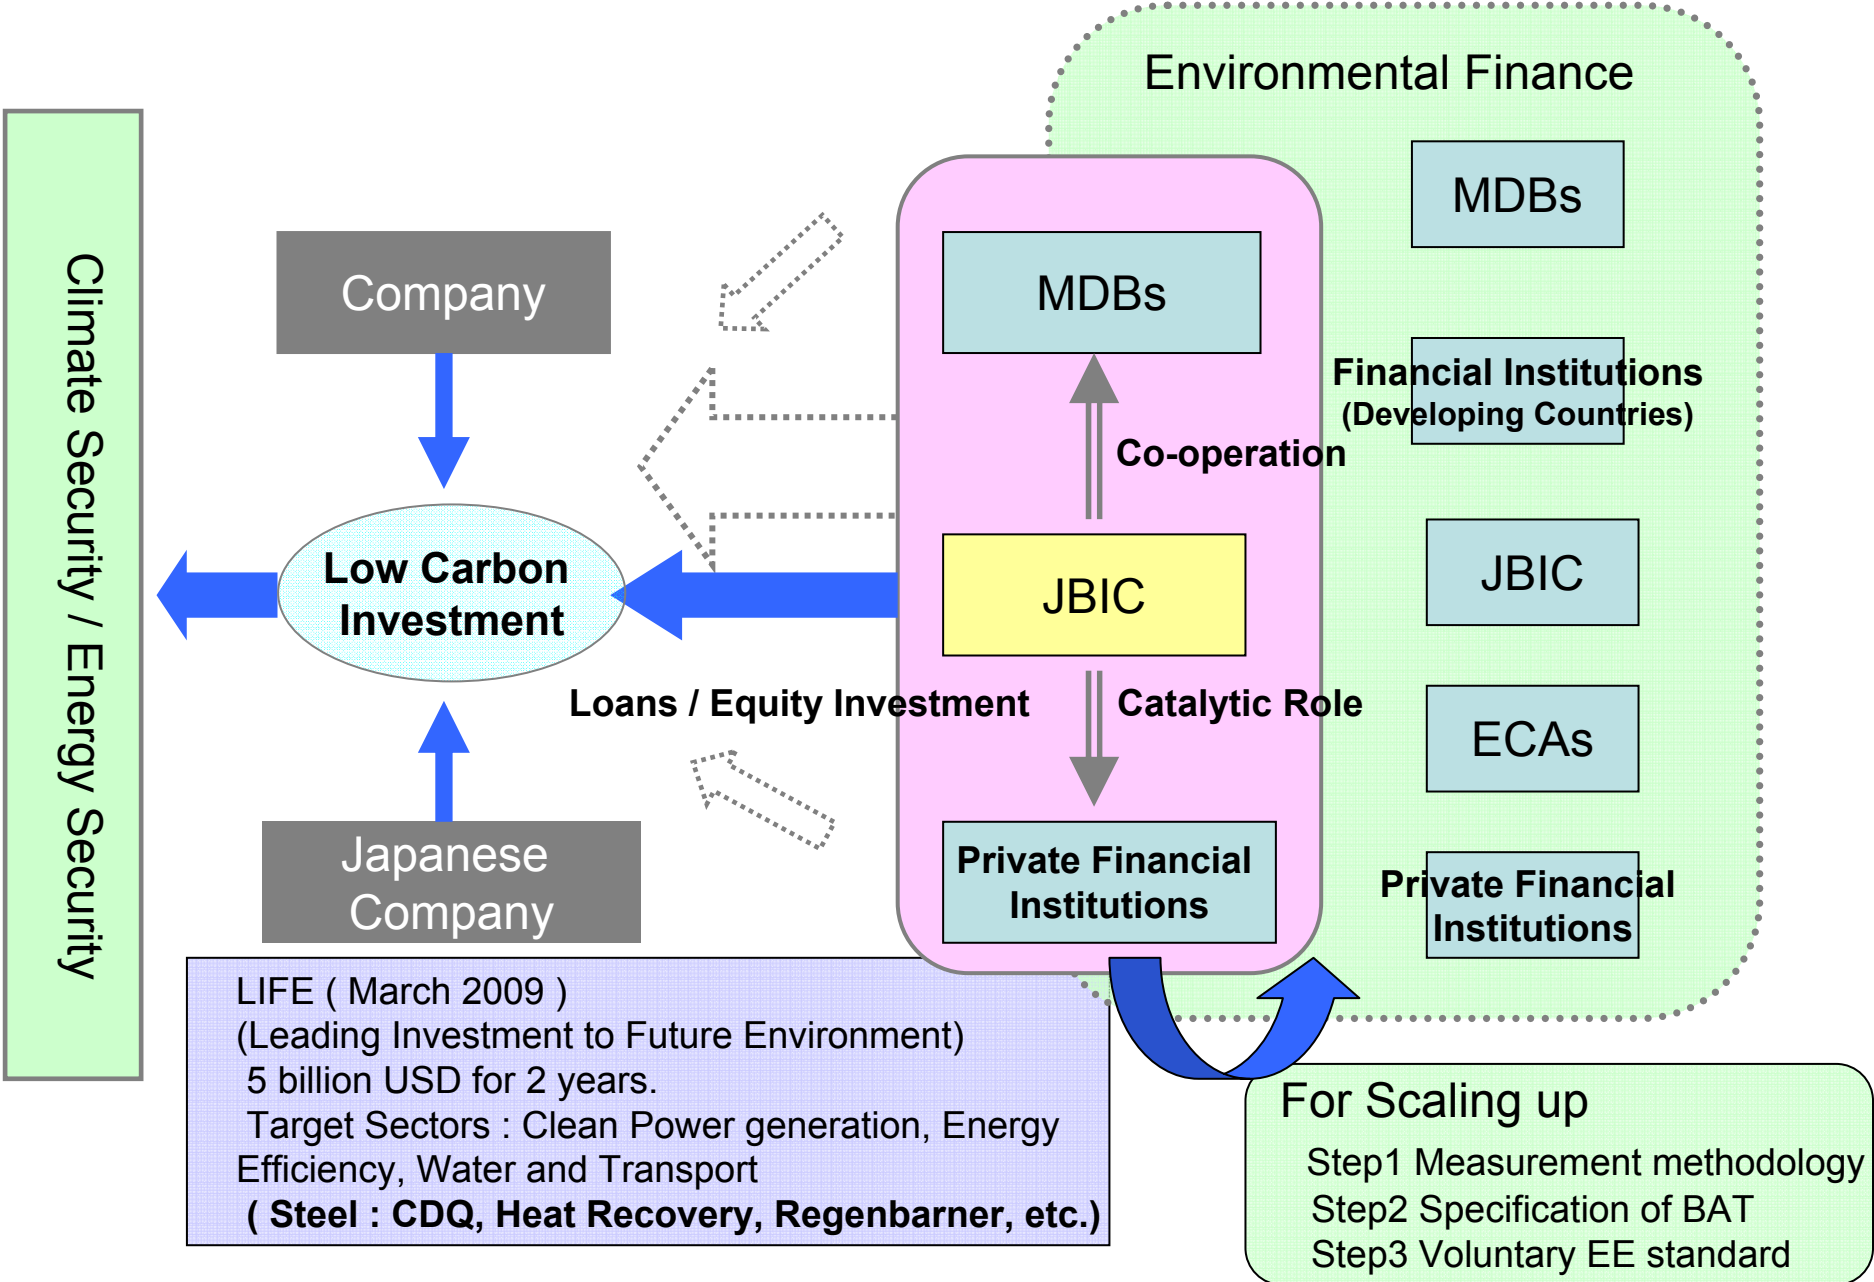 Environmental Finance
MDBs
Financial Institutions
(Developing Countries)
JBIC
ECAs
Private Financial
Institutions
MDBs
Co-operation
JBIC
Catalytic Role
Private Financial
Institutions
Loans / Equity Investment
Company
Low Carbon
Investment
Japanese
Company
Climate Security / Energy Security
LIFE ( March 2009 )
(Leading Investment to Future Environment)
5 billion USD for 2 years.
Target Sectors : Clean Power generation, Energy
Efficiency, Water and Transport
( Steel : CDQ, Heat Recovery, Regenbarner, etc.)
For Scaling up
Step1 Measurement methodology
Step2 Specification of BAT
Step3 Voluntary EE standard